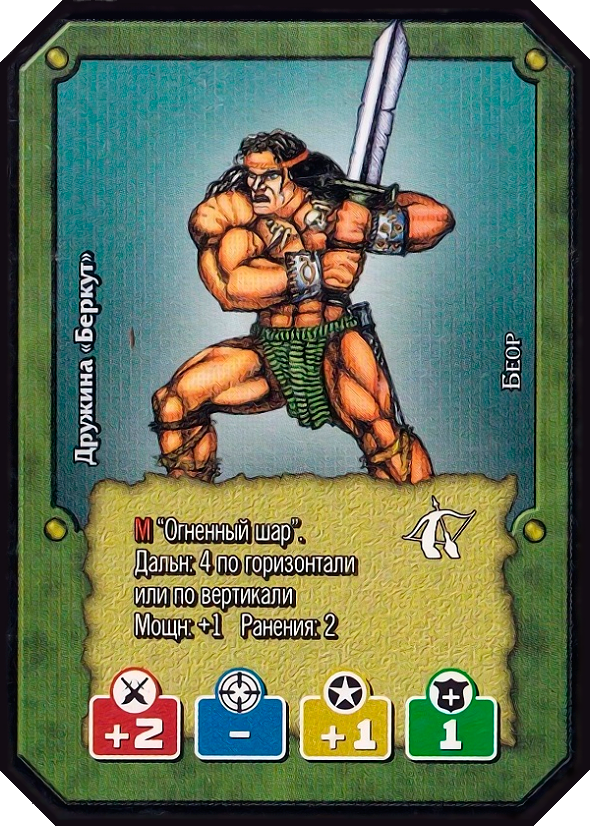 Дружина «Беркут»
Беор
М “Огненный шар”.
Дальн: 4 по горизонтали
или по вертикали
Мощн: +1 Ранения: 2
+2 - +1 1